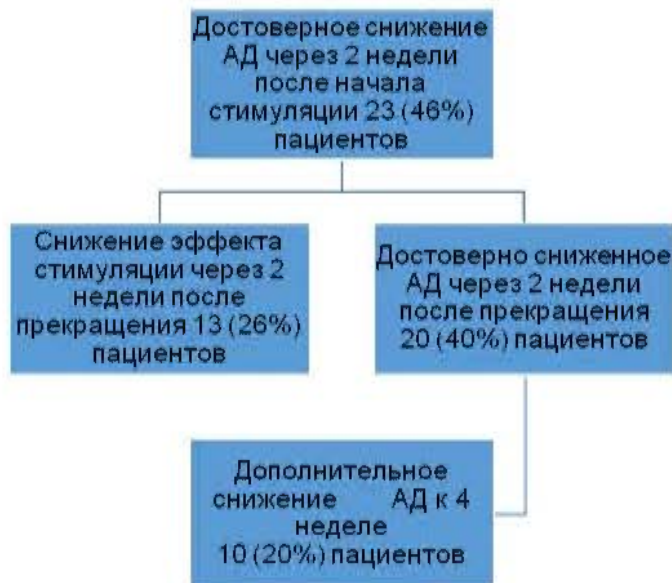 Достоверное снижение
АД через 2 недели
после начала
стимуляции 23 (46%)
пациентов
Снижение эффекта
стимуляции через 2
недели после
прекращения 13 (26%)
пациентов
Достоверно сниженное
АД через 2 недели
после прекращения
20 (40%) пациентов
Дополнительное
снижение АД к 4
неделе
10 (20%) пациентов